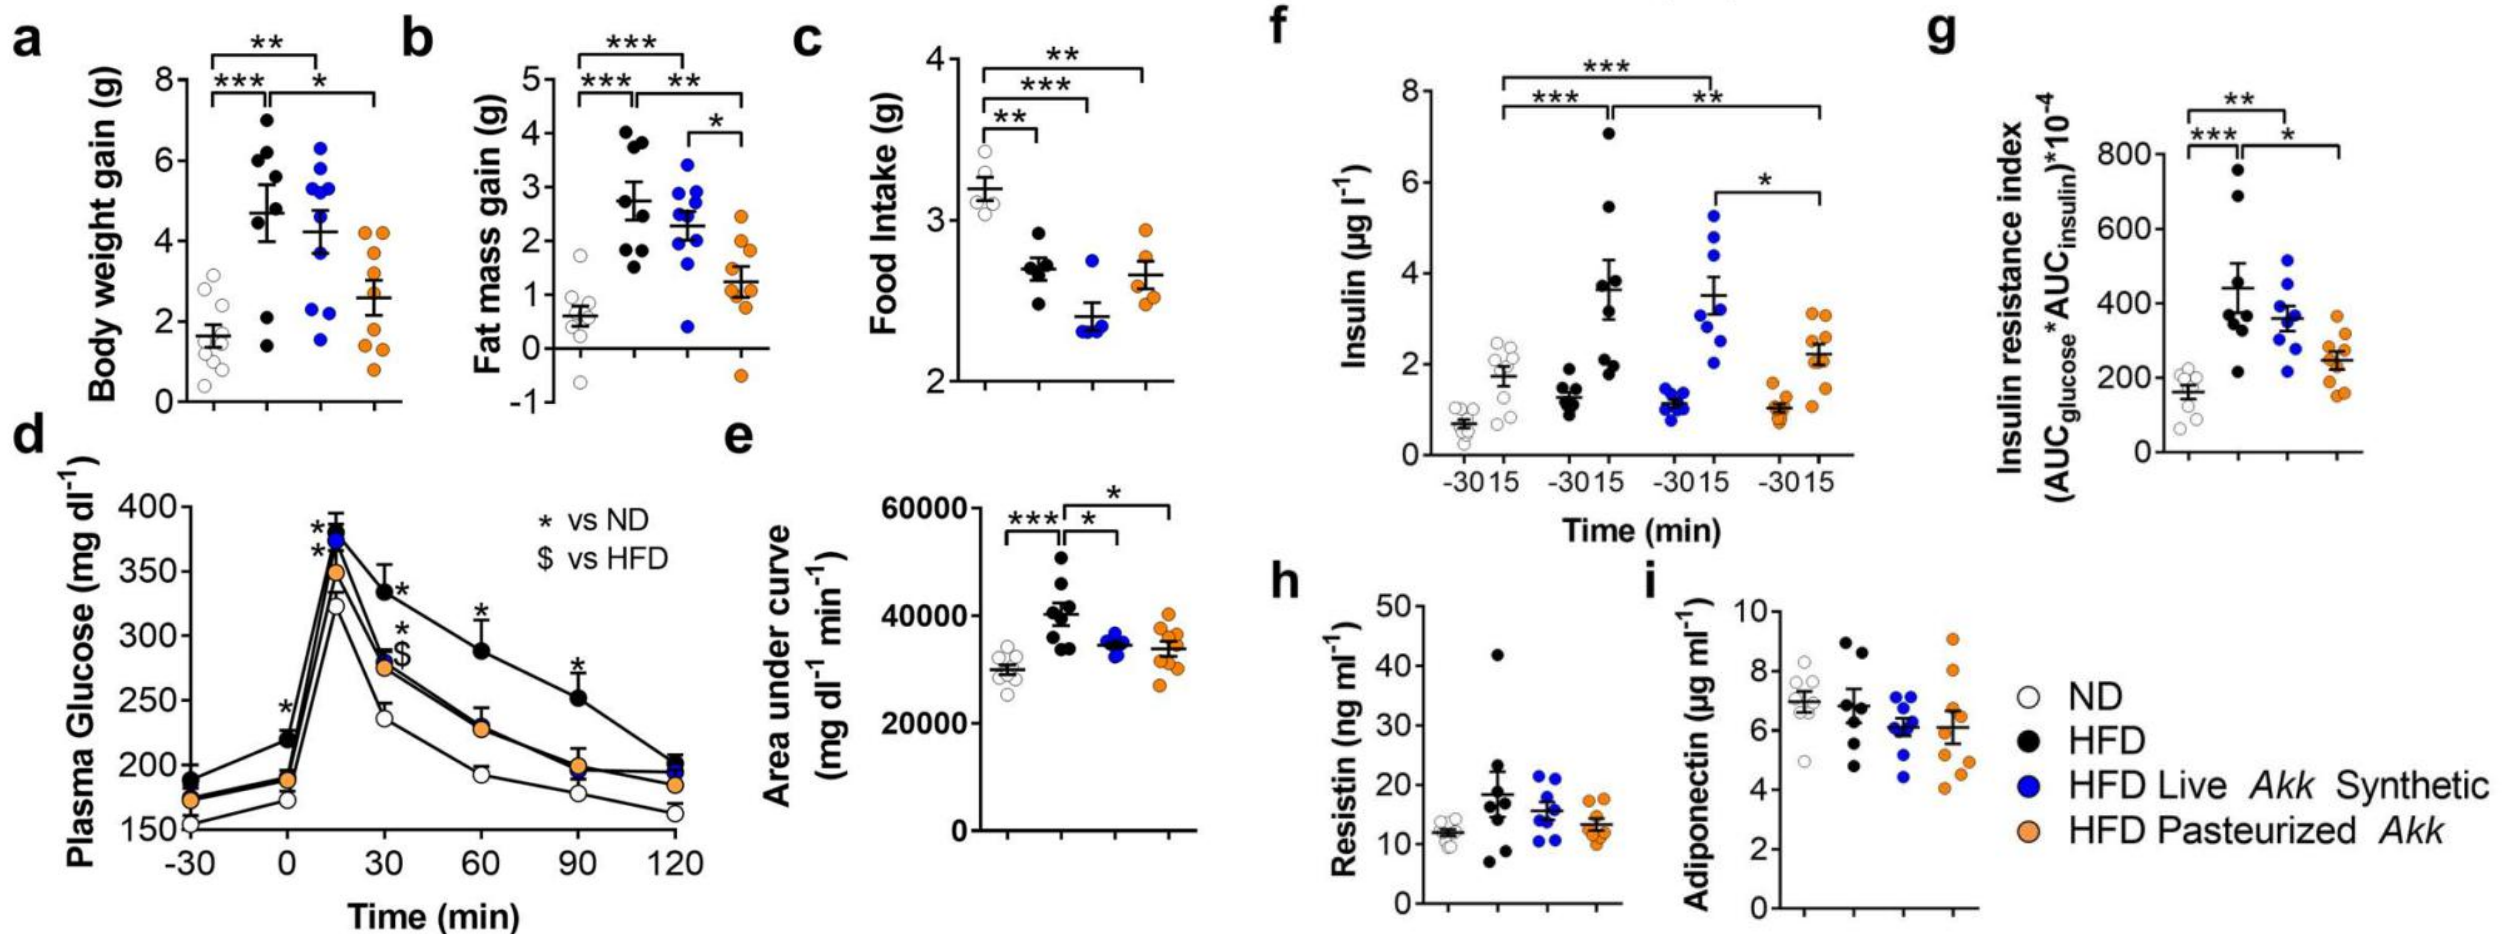 a
Body weight gain (g)
8
6
4
2
0
** 
*** *
b
Fat mass gain (g)
5
4
3
2
1
0
-1
***
*** **
*
c
Food Intake (g)
4
3
2
**
***
**
d
Plasma Glucose (mg dl-1)
400
350
300
250
200
150
-30 0 30 60 90 120
Time (min)
* vs ND
$ vs HFD
*
*
*
*
*
$
*
*
e
Area under curve
(mg dl-1 min-1)
60000
40000
20000
0
*
*** *
f
Insulin (µg l-1)
8
6
4
2
0
***
*** **
*
-30 15 -30 15 -30 15 -30 15
Time (min)
g
Insulin resistance index
(AUCglucose*AUCinsulin)*10-4
800
600
400
200
0
**
*** *
h
Resistin (ng ml-1)
50
40
30
20
10
0
i
Adiponectin (µg ml-1)
10
8
6
4
2
0
ND
HFD
HFD Live Akk Synthetic
HFD Pasteurized Akk